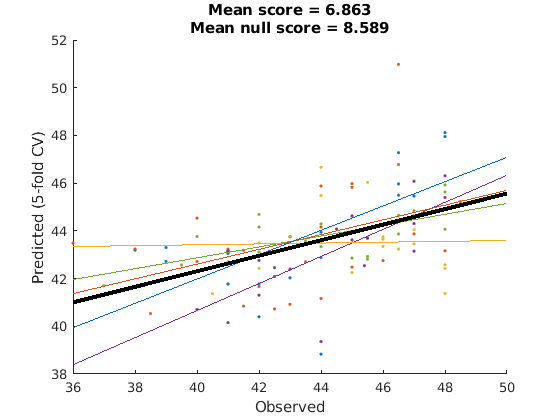 Mean score = 6.863
Mean null score = 8.589
52
50
48
46
44
42
40
38
Predicted (5-fold CV)
36 38 40 42 44 46 48 50
Observed